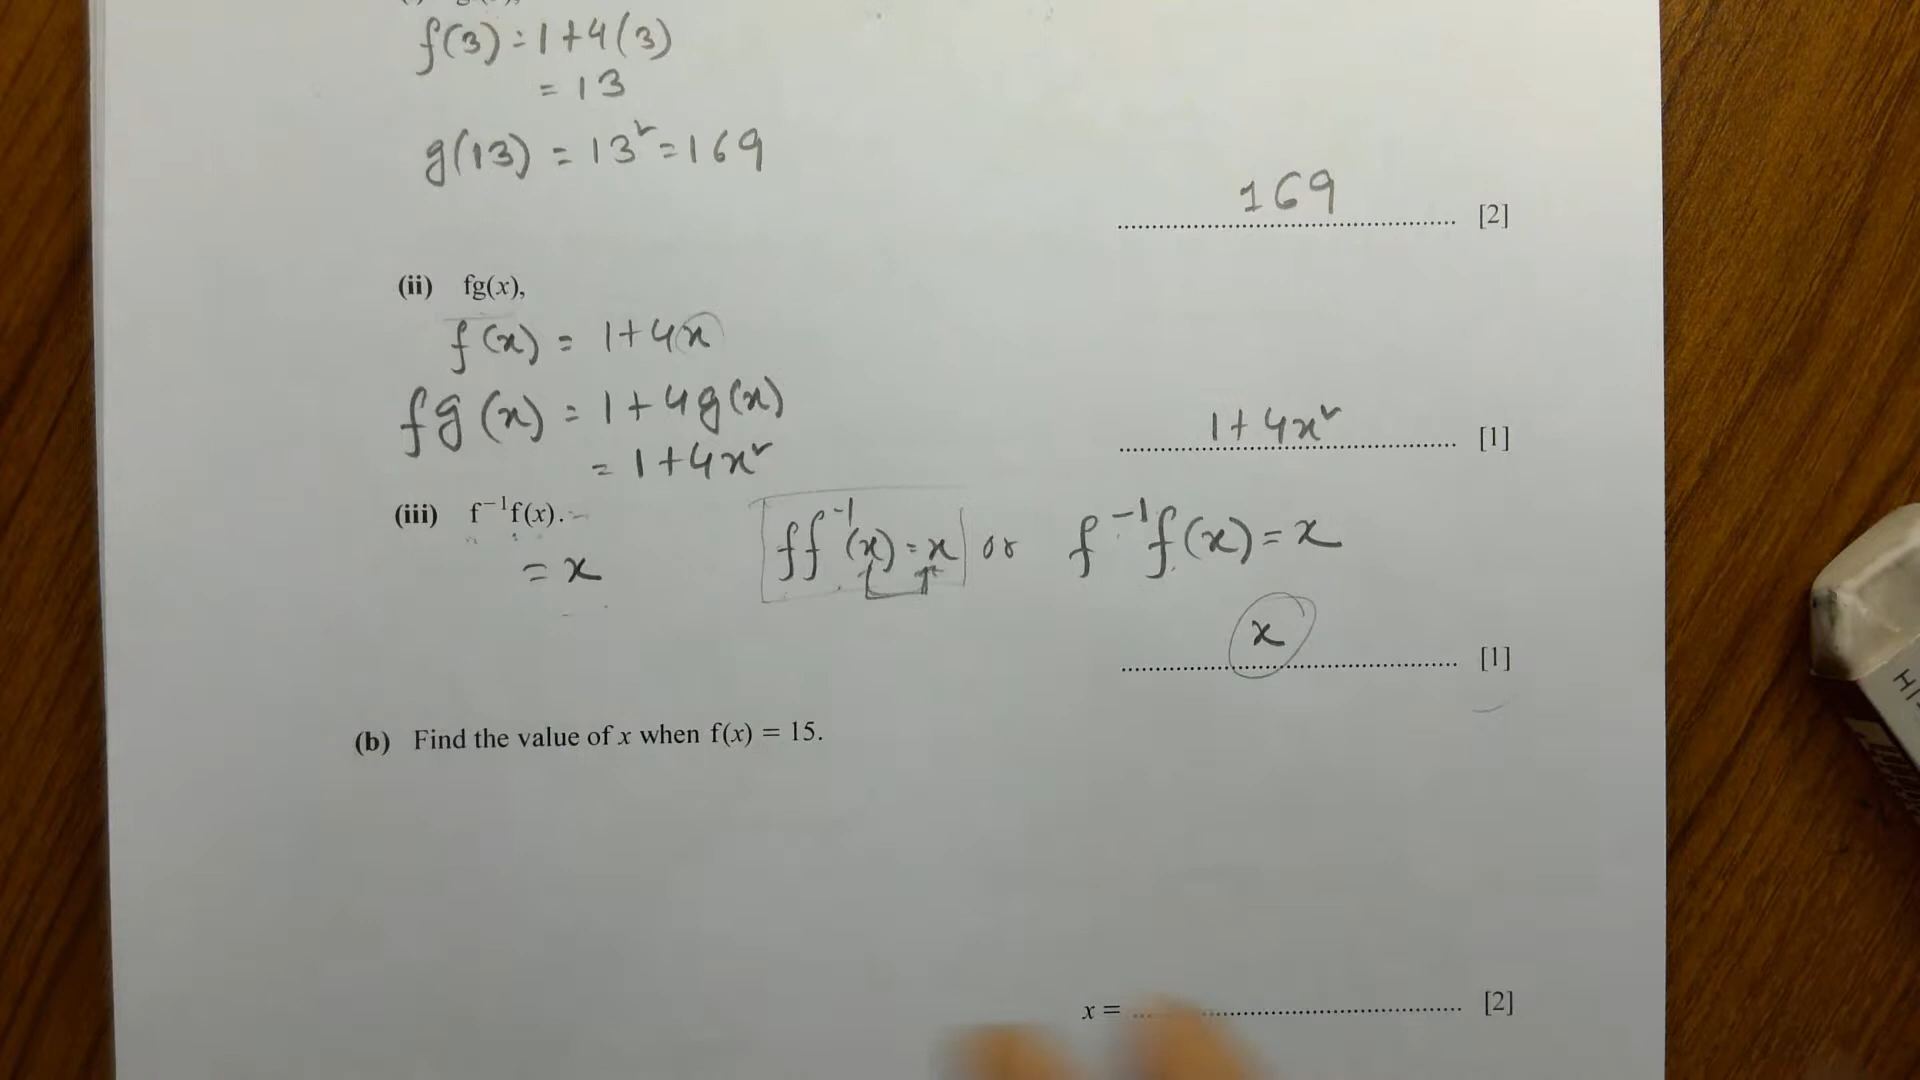 f(3) = 1+4(3)
= 13
g(13) = 13² = 169
169
[2]
(ii) fg(x),
f(x) = 1+4x
fg(x) = 1+4g(x)
= 1+4x²
1+4x²
[1]
(iii) f⁻¹f(x).
= x
ff⁻¹(x) = x or f⁻¹f(x) = x
x
[1]
(b) Find the value of x when f(x) = 15.
x = [2]